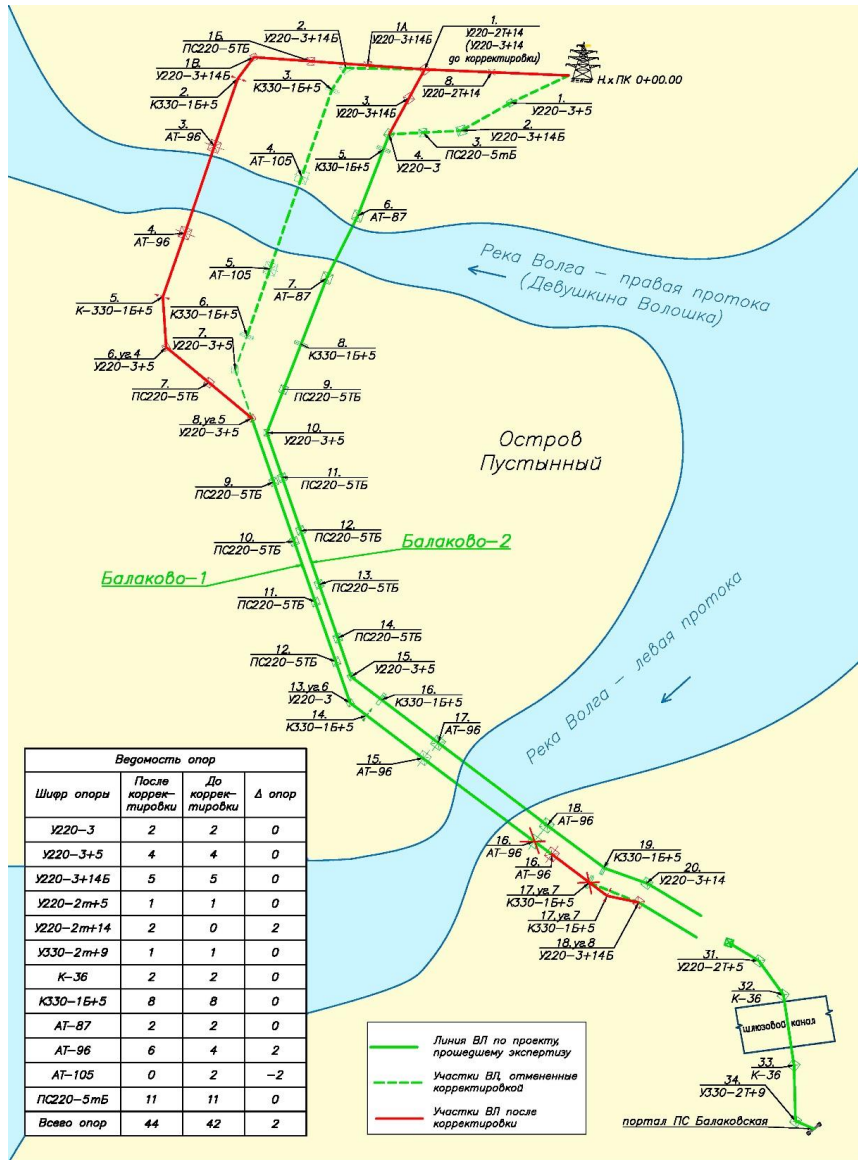 1Б.
ПС220-5ТБ
2.
У220-3+14Б
1А
У220-3+14Б
1.
У220-2Т+14
(У220-3+14
до корректировки)
Н.х ПК 0+00.00
1В.
У220-3+14Б
2.
К330-1Б+5
3.
К330-1Б+5
8.
У220-2Т+14
3.
У220-3+14Б
1.
У220-3+5
2.
У220-3+14Б
3.
ПС220-5тБ
4.
У220-3
5.
К330-1Б+5
3.
АТ-96
4.
АТ-105
6.
АТ-87
4.
АТ-96
5.
АТ-105
7.
АТ-87
Река Волга – правая протока
(Девушкина Волошка)
5.
К-330-1Б+5
6.
К330-1Б+5
7.
У220-3+5
8.
К330-1Б+5
6.уг.4
У220-3+5
7.
ПС220-5ТБ
9.
ПС220-5ТБ
8.уг.5
У220-3+5
10.
У220-3+5
Остров
Пустынный
9.
ПС220-5ТБ
11.
ПС220-5ТБ
10.
ПС220-5ТБ
12.
ПС220-5ТБ
Балаково-2
Балаково-1
11.
ПС220-5ТБ
13.
ПС220-5ТБ
12.
ПС220-5ТБ
14.
ПС220-5ТБ
15.
У220-3+5
13.уг.6
У220-3
14.
К330-1Б+5
16.
К330-1Б+5
Река Волга – левая протока
15.
АТ-96
17.
АТ-96
18.
АТ-96
16.
АТ-96
16.
АТ-96
19.
К330-1Б+5
20.
У220-3+14
17.уг.7
К330-1Б+5
17.уг.7
К330-1Б+5
18.уг.8
У220-3+14Б
31.
У220-2Т+5
32.
К-36
шлюзовой канал
33.
К-36
34.
У330-2Т+9
портал ПС Балаковская
Ведомость опор
Шифр опоры После коррек–тировки До коррек–тировки Δ опор
У220-3 2 2 0
У220-3+5 4 4 0
У220-3+14Б 5 5 0
У220-2т+5 1 1 0
У220-2т+14 2 0 2
У330-2т+9 1 1 0
К-36 2 2 0
К330-1Б+5 8 8 0
АТ-87 2 2 0
АТ-96 6 4 2
АТ-105 0 2 -2
ПС220-5тБ 11 11 0
Всего опор 44 42 2
Линия ВЛ по проекту,
прошедшему экспертизу
Участки ВЛ, отмененные
корректировкой
Участки ВЛ после
корректировки